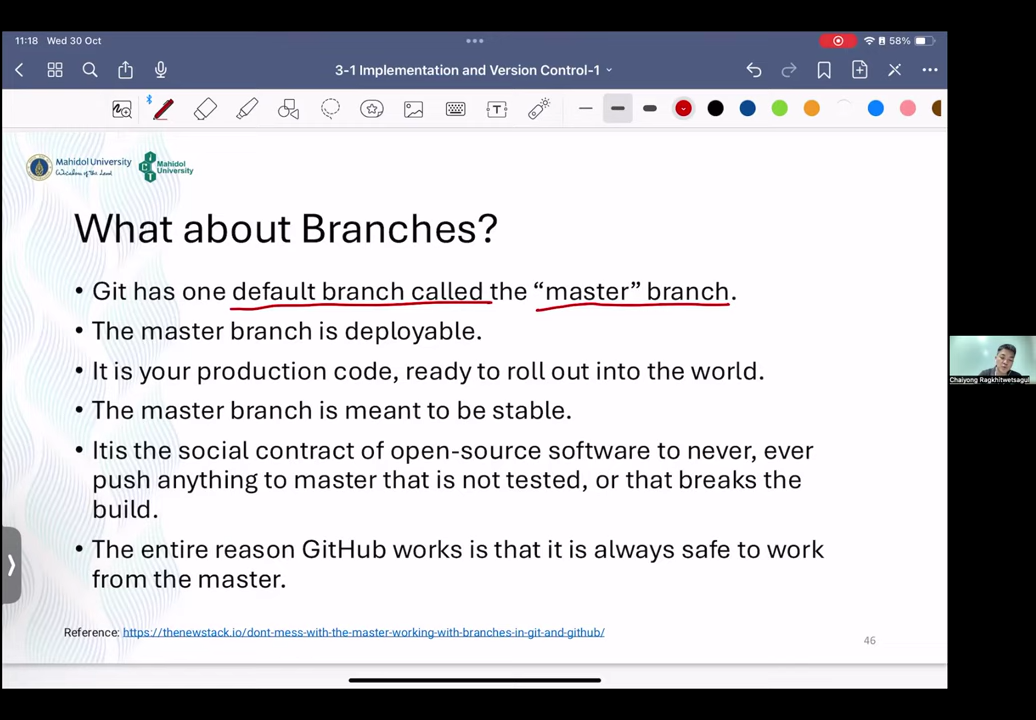 11:18 Wed 30 Oct
58%
3-1 Implementation and Version Control-1
Mahidol University
Wisdom of the Land
Mahidol
University
What about Branches?
• Git has one default branch called the “master” branch.
• The master branch is deployable.
• It is your production code, ready to roll out into the world.
• The master branch is meant to be stable.
• Itis the social contract of open-source software to never, ever
push anything to master that is not tested, or that breaks the
build.
• The entire reason GitHub works is that it is always safe to work
from the master.
Reference: https://thenewstack.io/dont-mess-with-the-master-working-with-branches-in-git-and-github/
46
Chaiyong Ragkhitwetsagul